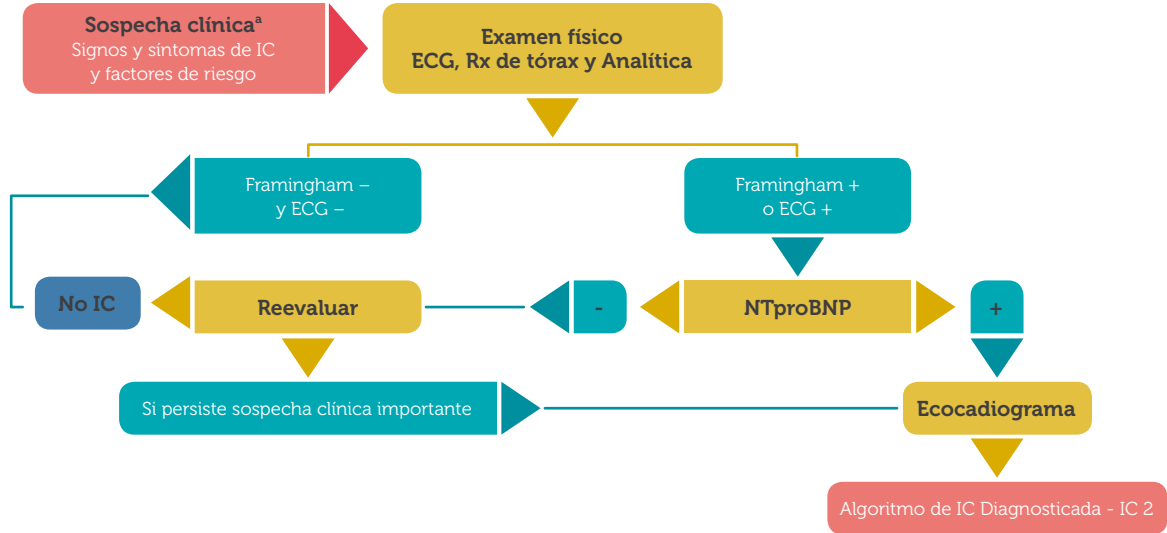 Sospecha clínicaª
Signos y síntomas de IC
y factores de riesgo
Examen físico
ECG, Rx de tórax y Analítica
Framingham –
y ECG –
Framingham +
o ECG +
No IC
Reevaluar
-
NTproBNP
+
Si persiste sospecha clínica importante
Ecocadiograma
Algoritmo de IC Diagnosticada - IC 2